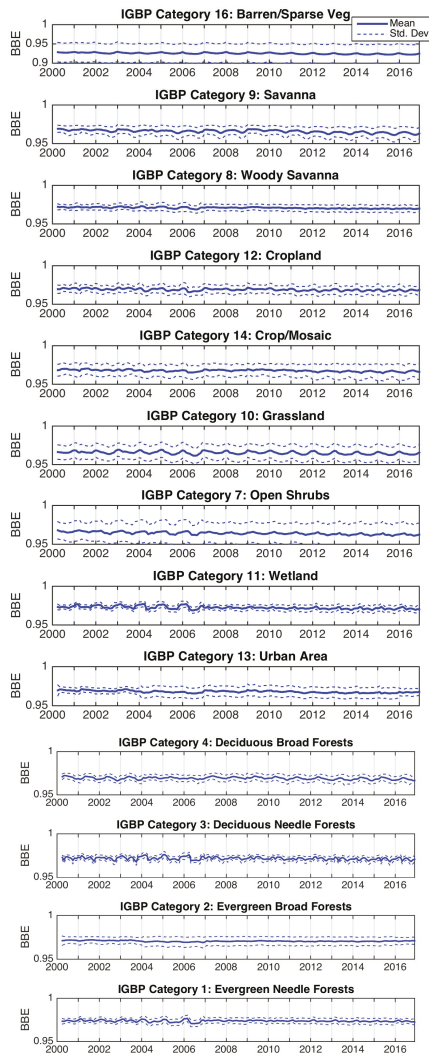 IGBP Category 16: Barren/Sparse Veg
Mean
Std. Dev
BBE
1
0.95
0.9
2000 2002 2004 2006 2008 2010 2012 2014 2016
IGBP Category 9: Savanna
BBE
1
0.95
2000 2002 2004 2006 2008 2010 2012 2014 2016
IGBP Category 8: Woody Savanna
BBE
1
0.95
2000 2002 2004 2006 2008 2010 2012 2014 2016
IGBP Category 12: Cropland
BBE
1
0.95
2000 2002 2004 2006 2008 2010 2012 2014 2016
IGBP Category 14: Crop/Mosaic
BBE
1
0.95
2000 2002 2004 2006 2008 2010 2012 2014 2016
IGBP Category 10: Grassland
BBE
1
0.95
2000 2002 2004 2006 2008 2010 2012 2014 2016
IGBP Category 7: Open Shrubs
BBE
1
0.95
2000 2002 2004 2006 2008 2010 2012 2014 2016
IGBP Category 11: Wetland
BBE
1
0.95
2000 2002 2004 2006 2008 2010 2012 2014 2016
IGBP Category 13: Urban Area
BBE
1
0.95
2000 2002 2004 2006 2008 2010 2012 2014 2016
IGBP Category 4: Deciduous Broad Forests
BBE
1
0.95
2000 2002 2004 2006 2008 2010 2012 2014 2016
IGBP Category 3: Deciduous Needle Forests
BBE
1
0.95
2000 2002 2004 2006 2008 2010 2012 2014 2016
IGBP Category 2: Evergreen Broad Forests
BBE
1
0.95
2000 2002 2004 2006 2008 2010 2012 2014 2016
IGBP Category 1: Evergreen Needle Forests
BBE
1
0.95
2000 2002 2004 2006 2008 2010 2012 2014 2016